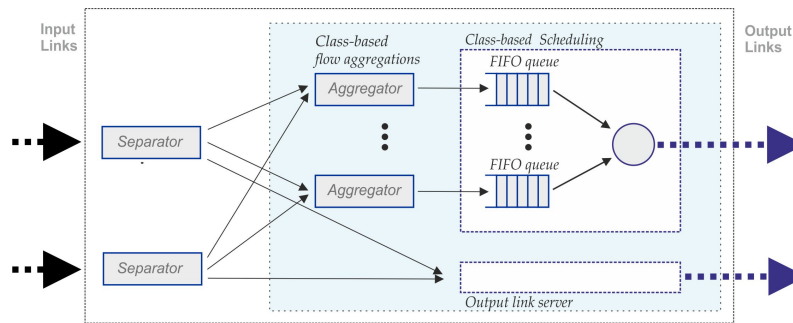 Input
Links
Class-based
flow aggregations
Class-based Scheduling
FIFO queue
Output
Links
Aggregator
Separator
FIFO queue
Aggregator
Separator
Output link server